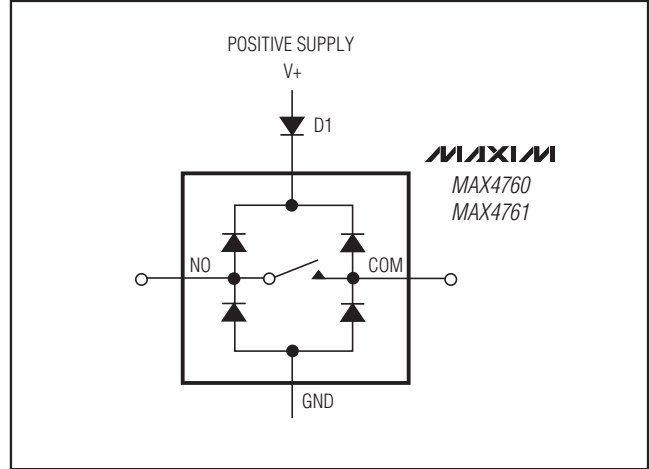 POSITIVE SUPPLY
V+
D1
MAXIM
MAX4760
MAX4761
NO
COM
GND